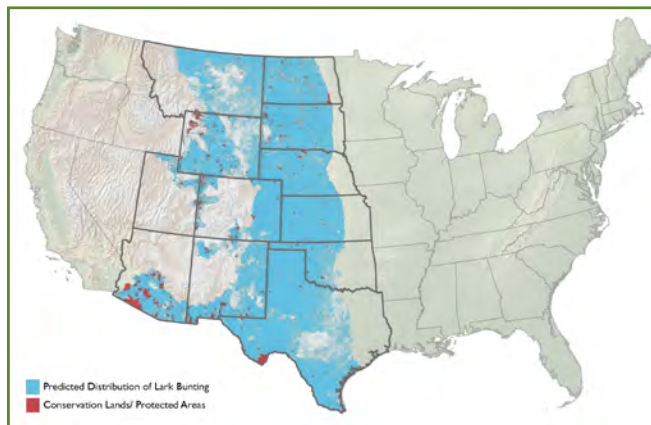 Predicted Distribution of Lark Bunting
Conservation Lands/ Protected Areas